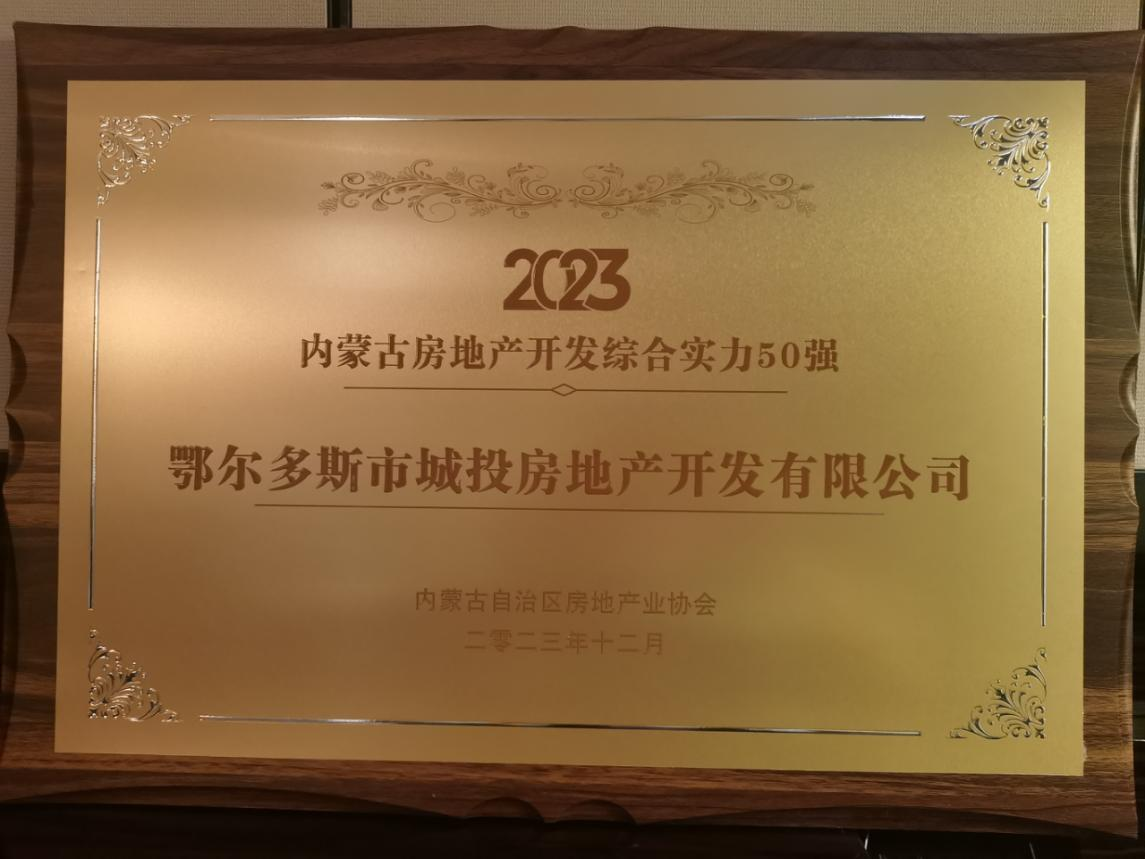 2023
内蒙古房地产开发综合实力50强
鄂尔多斯市城投房地产开发有限公司
内蒙古自治区房地产业协会
二零二三年十二月